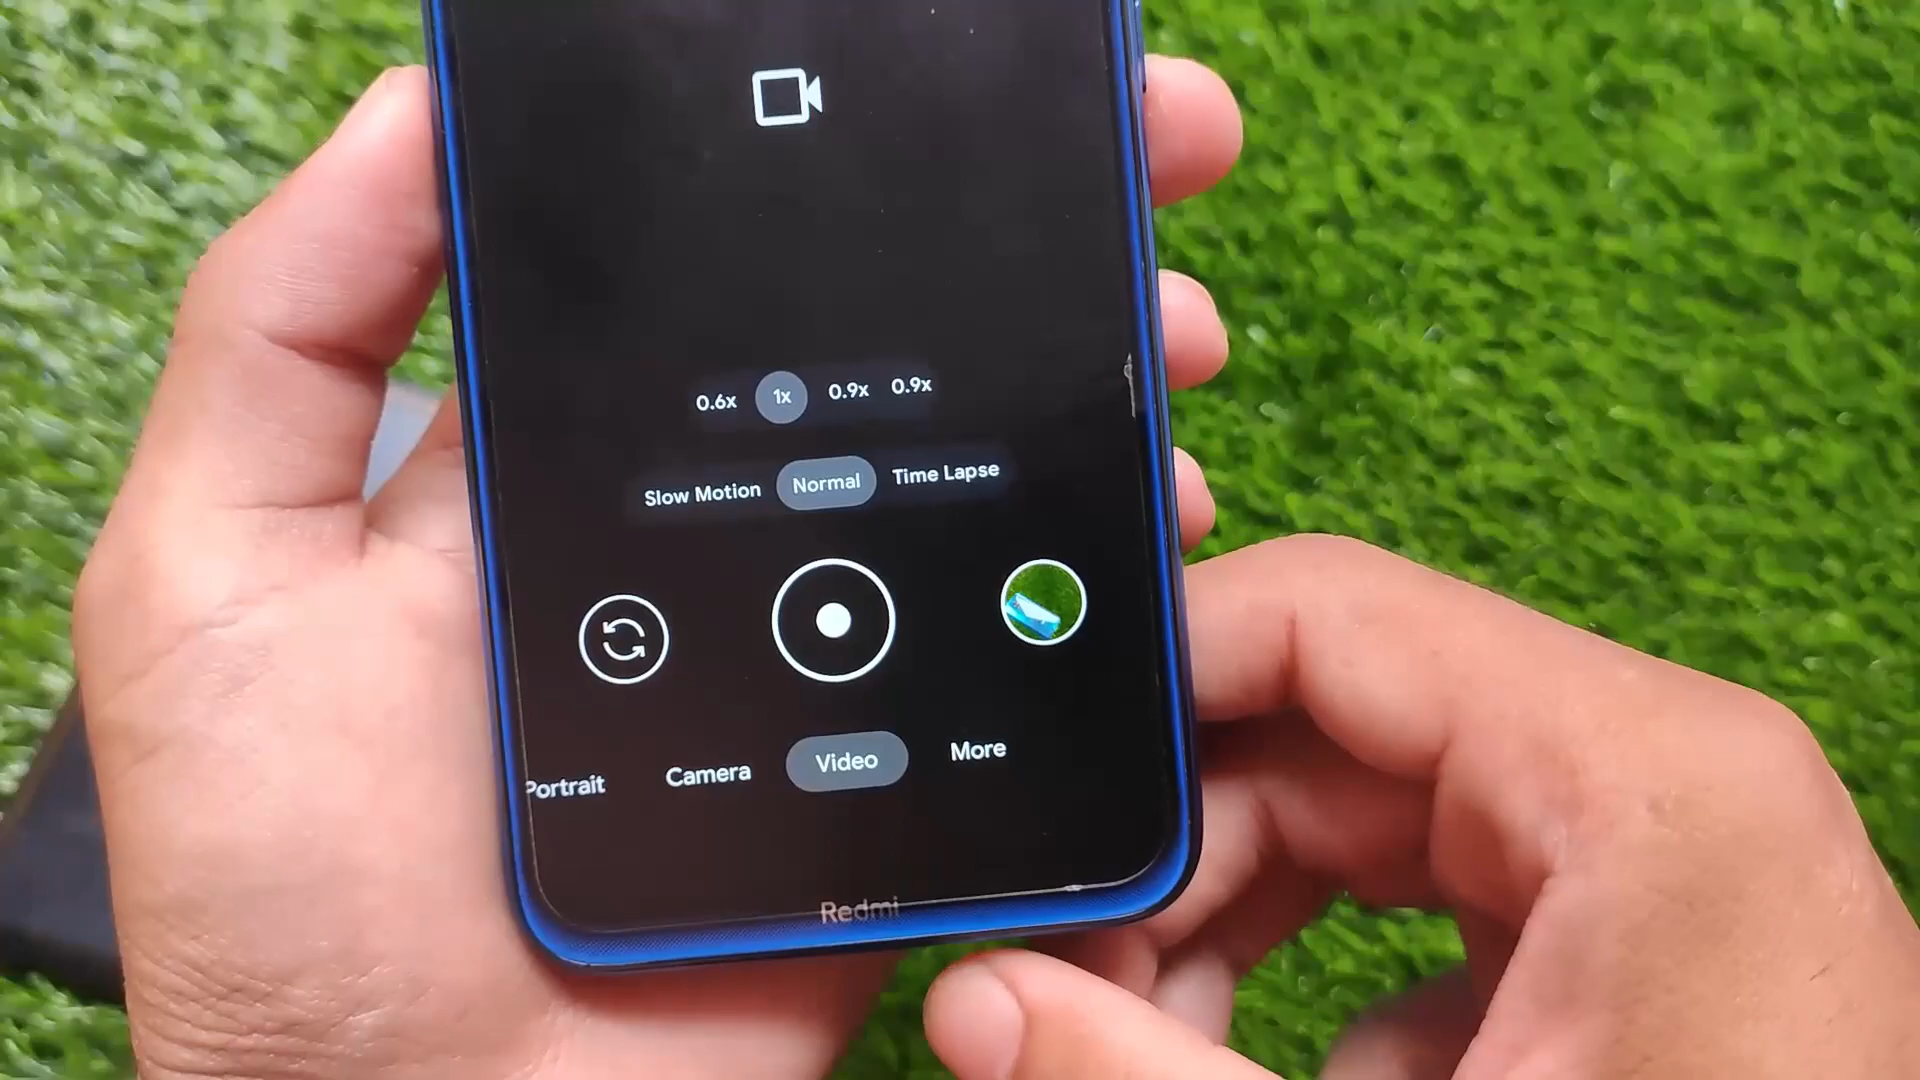 0.6x 1x 0.9x 0.9x
Slow Motion Normal Time Lapse
Portrait Camera Video More
Redmi